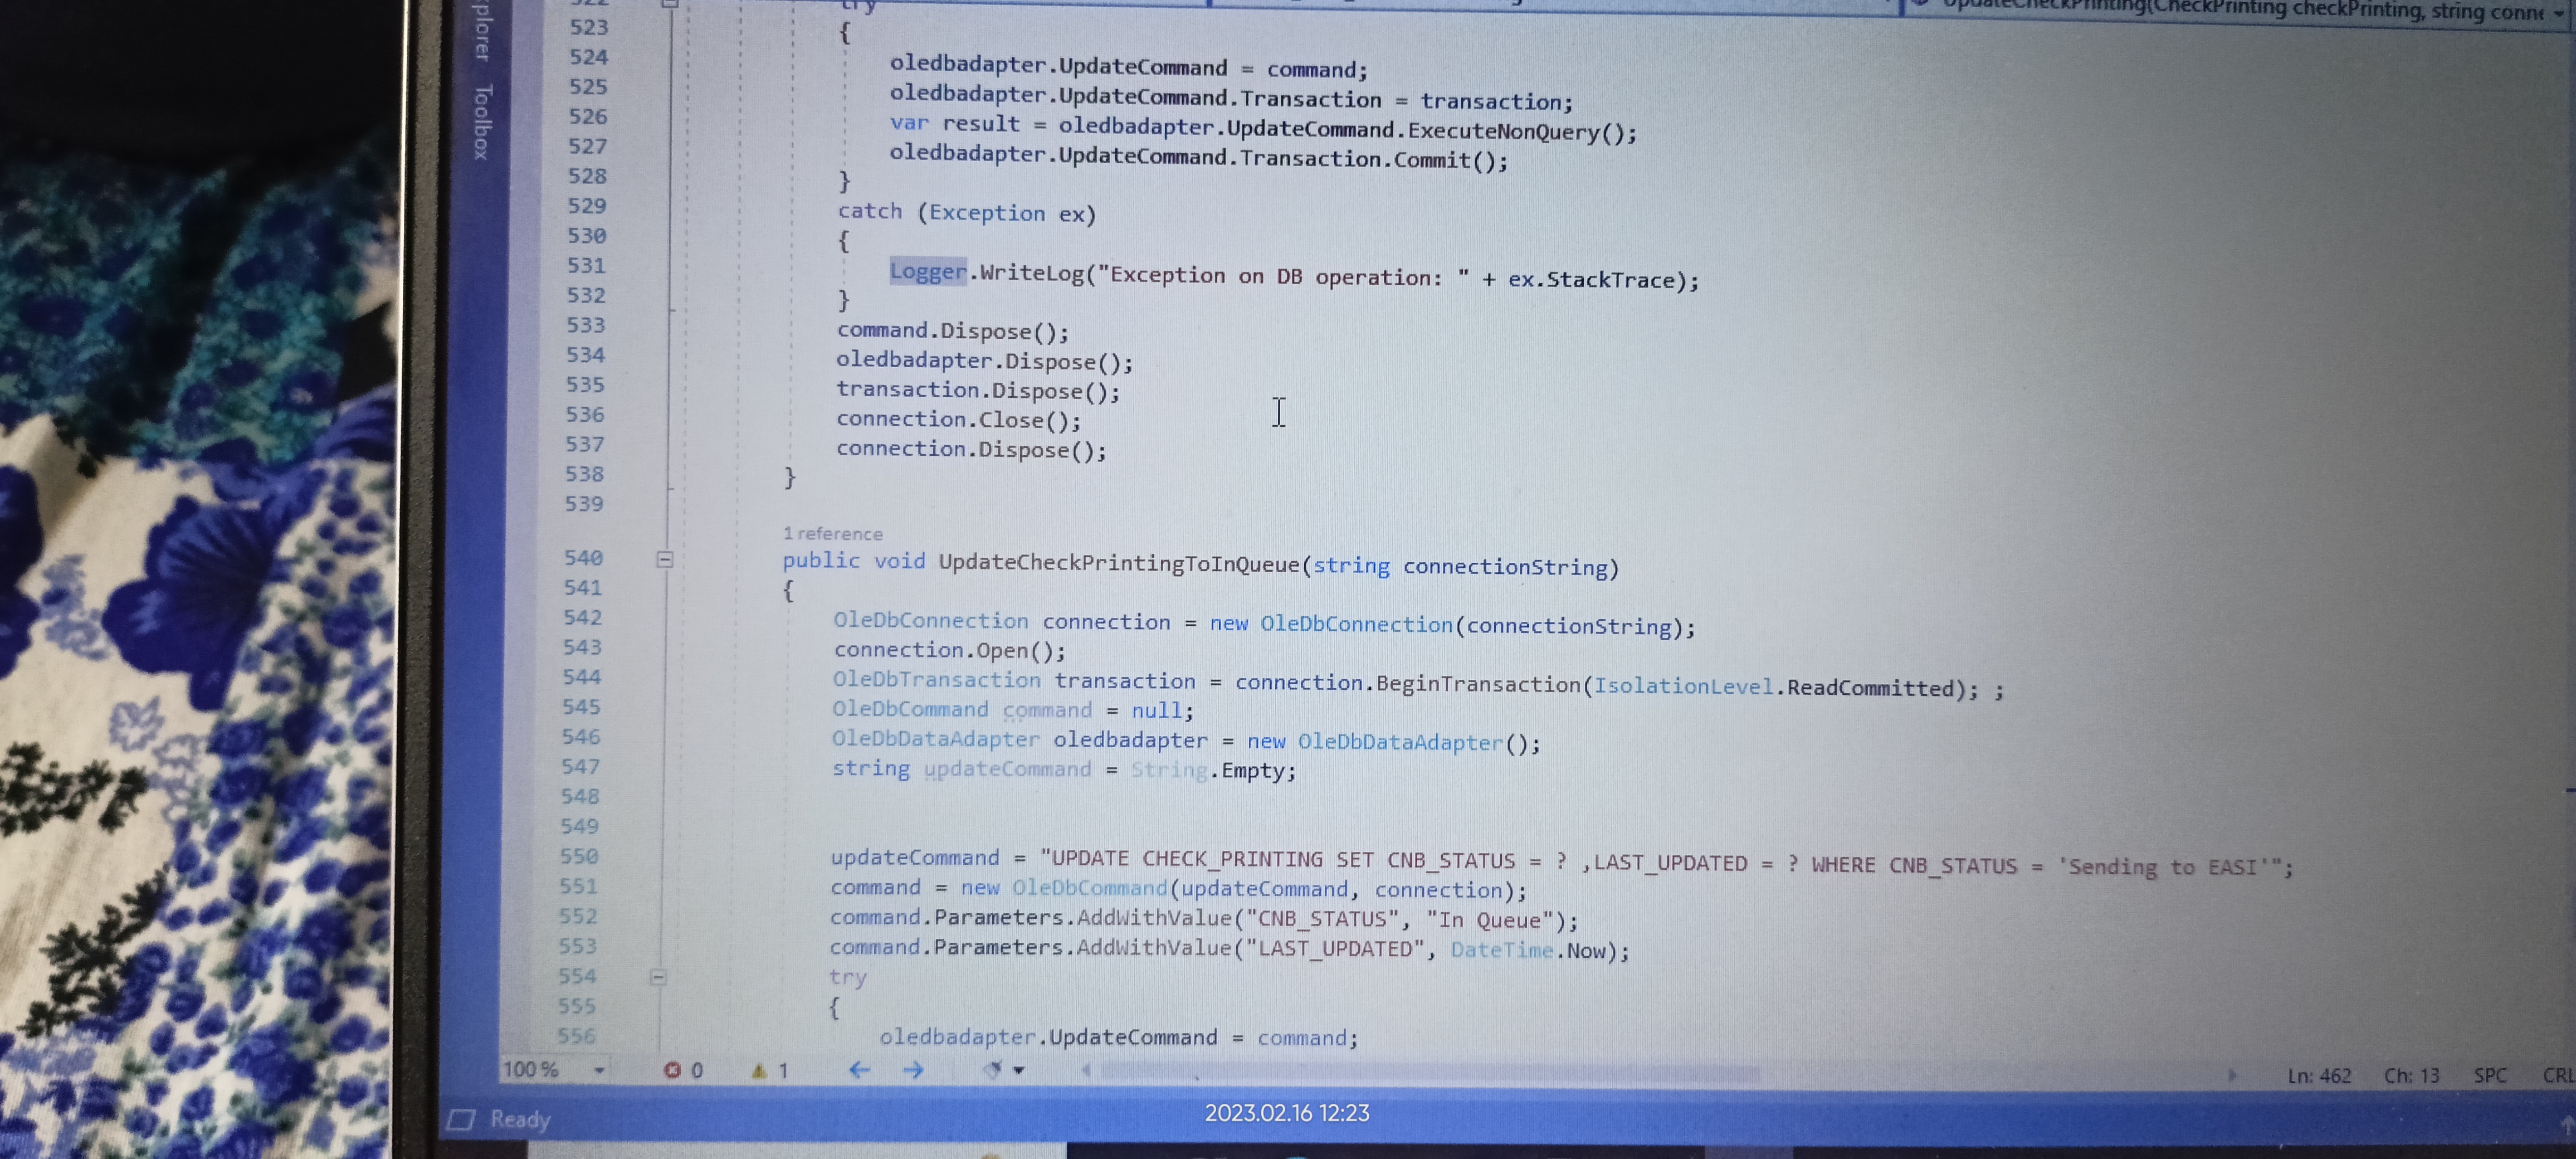 plorer
Toolbox
UpdateCheckPrinting(CheckPrinting checkPrinting, string conn
522 try
523 {
524 oledbadapter.UpdateCommand = command;
525 oledbadapter.UpdateCommand.Transaction = transaction;
526 var result = oledbadapter.UpdateCommand.ExecuteNonQuery();
527 oledbadapter.UpdateCommand.Transaction.Commit();
528 }
529 catch (Exception ex)
530 {
531 Logger.WriteLog("Exception on DB operation: " + ex.StackTrace);
532 }
533 command.Dispose();
534 oledbadapter.Dispose();
535 transaction.Dispose();
536 connection.Close();
537 connection.Dispose();
538 }
539
1 reference
540 public void UpdateCheckPrintingToInQueue(string connectionString)
541 {
542 OleDbConnection connection = new OleDbConnection(connectionString);
543 connection.Open();
544 OleDbTransaction transaction = connection.BeginTransaction(IsolationLevel.ReadCommitted); ;
545 OleDbCommand command = null;
546 OleDbDataAdapter oledbadapter = new OleDbDataAdapter();
547 string updateCommand = String.Empty;
548
549
550 updateCommand = "UPDATE CHECK_PRINTING SET CNB_STATUS = ? ,LAST_UPDATED = ? WHERE CNB_STATUS = 'Sending to EASI'";
551 command = new OleDbCommand(updateCommand, connection);
552 command.Parameters.AddWithValue("CNB_STATUS", "In Queue");
553 command.Parameters.AddWithValue("LAST_UPDATED", DateTime.Now);
554 try
555 {
556 oledbadapter.UpdateCommand = command;
100 % 0 1 Ln: 462 Ch: 13 SPC CRL
Ready
2023.02.16 12:23